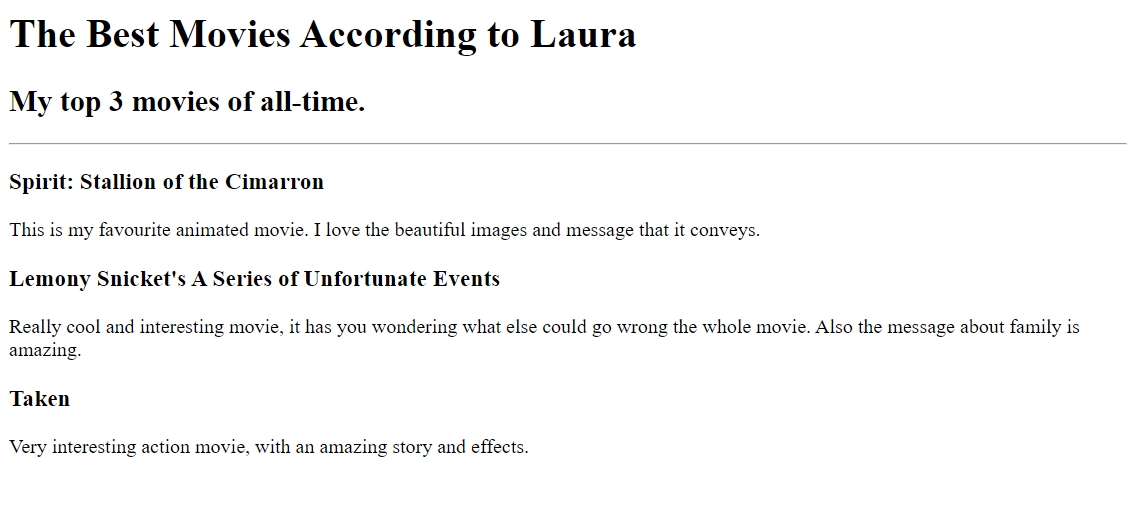 The Best Movies According to Laura
My top 3 movies of all-time.
Spirit: Stallion of the Cimarron
This is my favourite animated movie. I love the beautiful images and message that it conveys.
Lemony Snicket's A Series of Unfortunate Events
Really cool and interesting movie, it has you wondering what else could go wrong the whole movie. Also the message about family is
amazing.
Taken
Very interesting action movie, with an amazing story and effects.